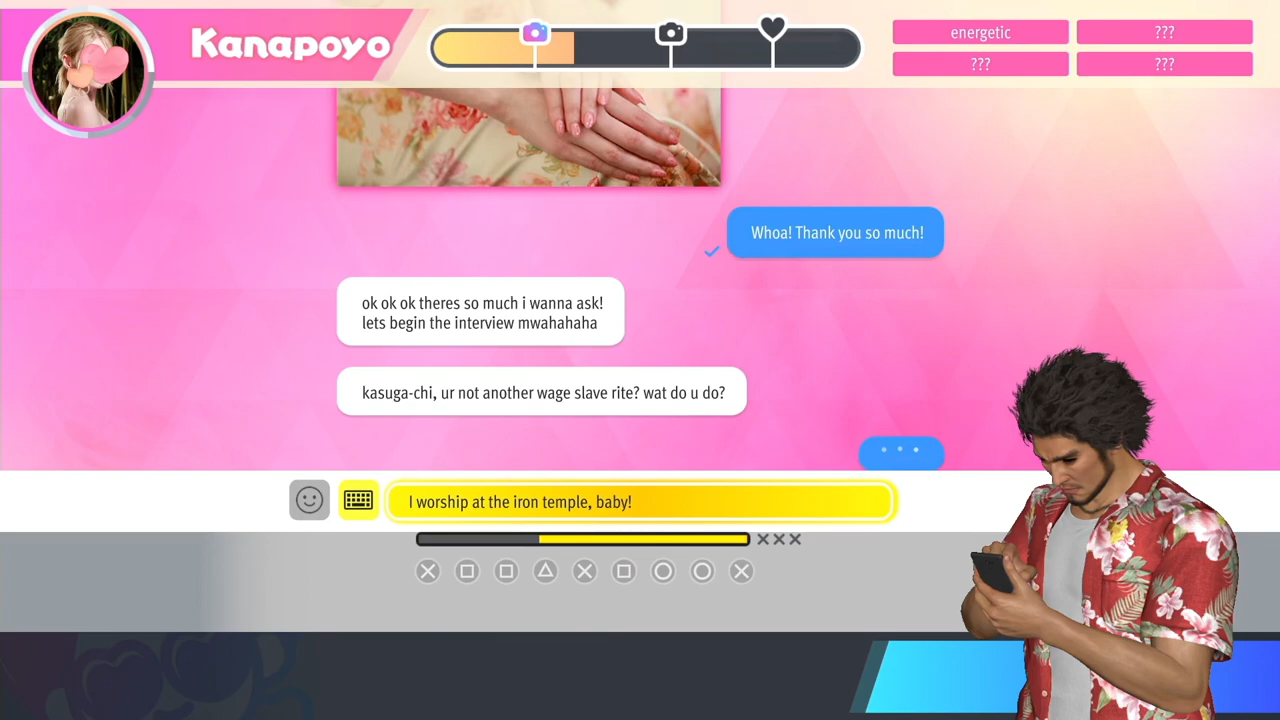 Kanapoyo
energetic
???
???
???
Whoa! Thank you so much!
ok ok ok theres so much i wanna ask!
lets begin the interview mwahahaha
kasuga-chi, ur not another wage slave rite? wat do u do?
I worship at the iron temple, baby!